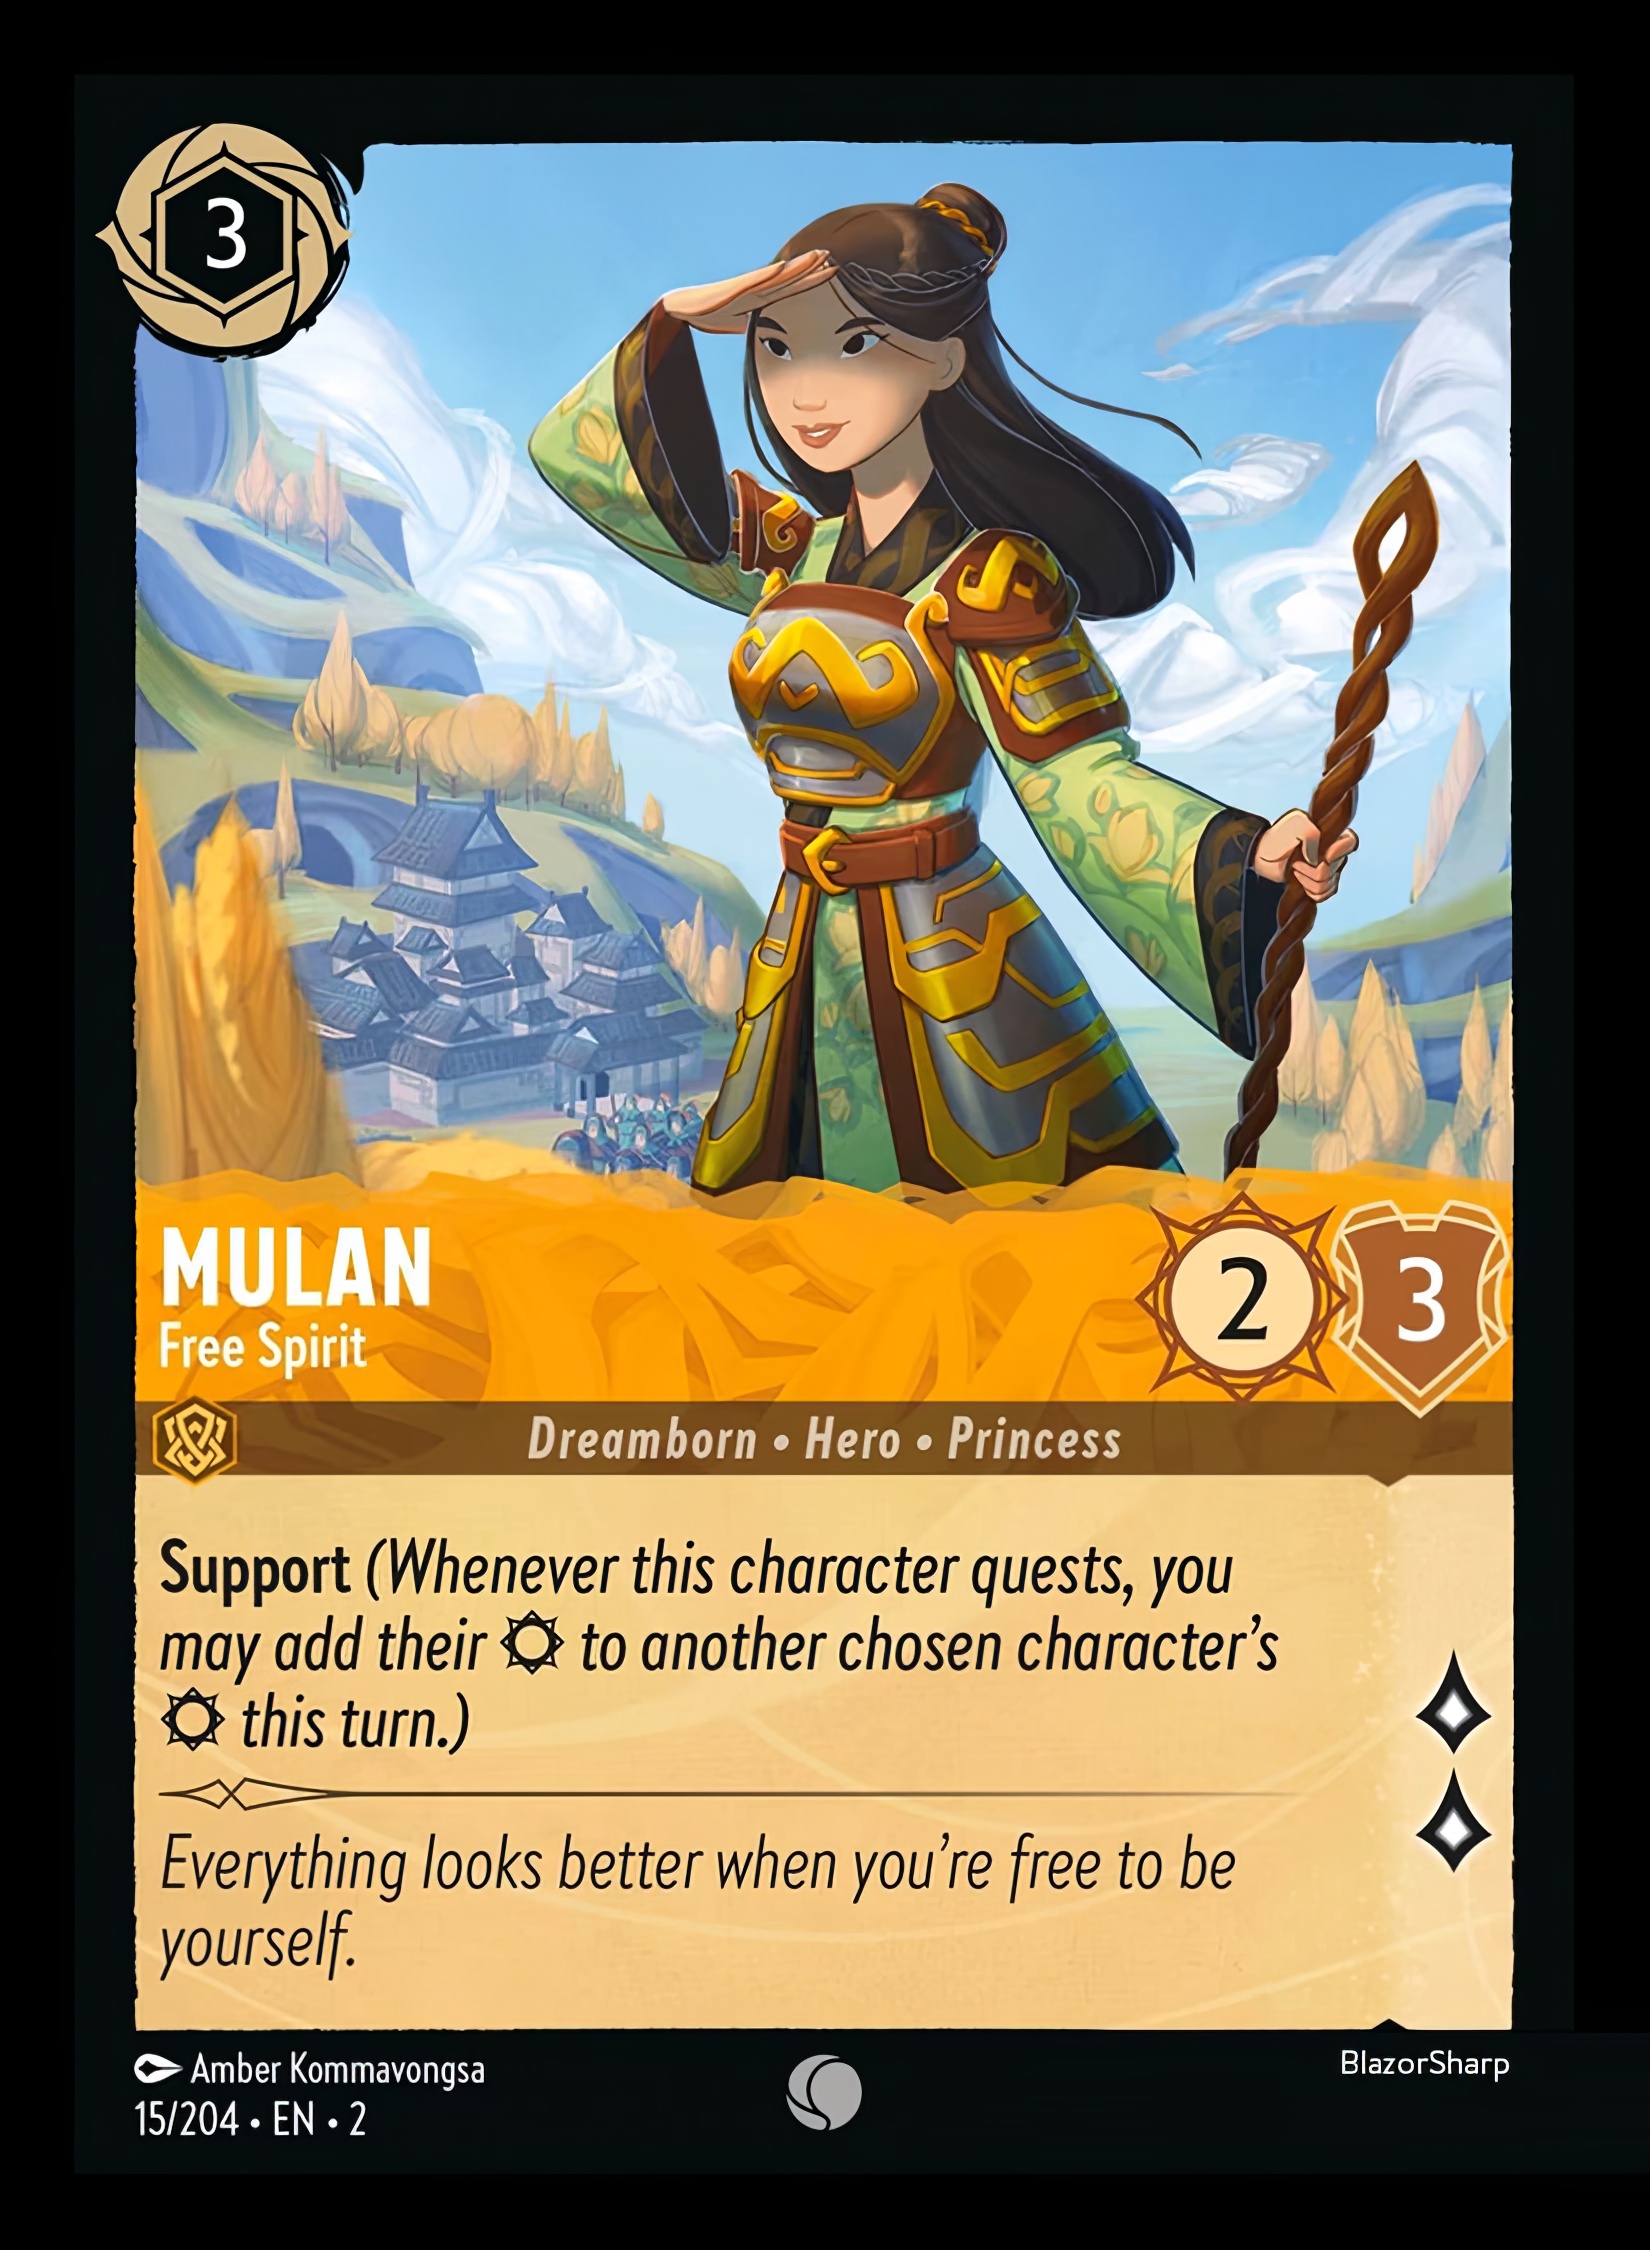 3
MULAN
Free Spirit
2 3
Dreamborn • Hero • Princess
Support (Whenever this character quests, you
may add their to another chosen character's
this turn.)
Everything looks better when you're free to be
yourself.
Amber Kommavongsa
BlazorSharp
15/204 • EN • 2